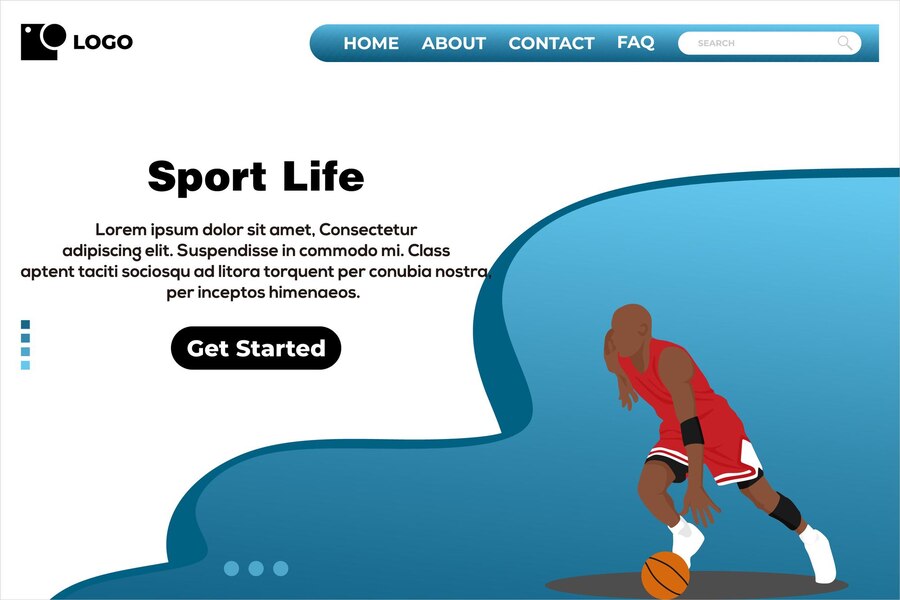 LOGO
HOME ABOUT CONTACT FAQ SEARCH
Sport Life
Lorem ipsum dolor sit amet, Consectetur
adipiscing elit. Suspendisse in commodo mi. Class
aptent taciti sociosqu ad litora torquent per conubia nostra,
per inceptos himenaeos.
Get Started